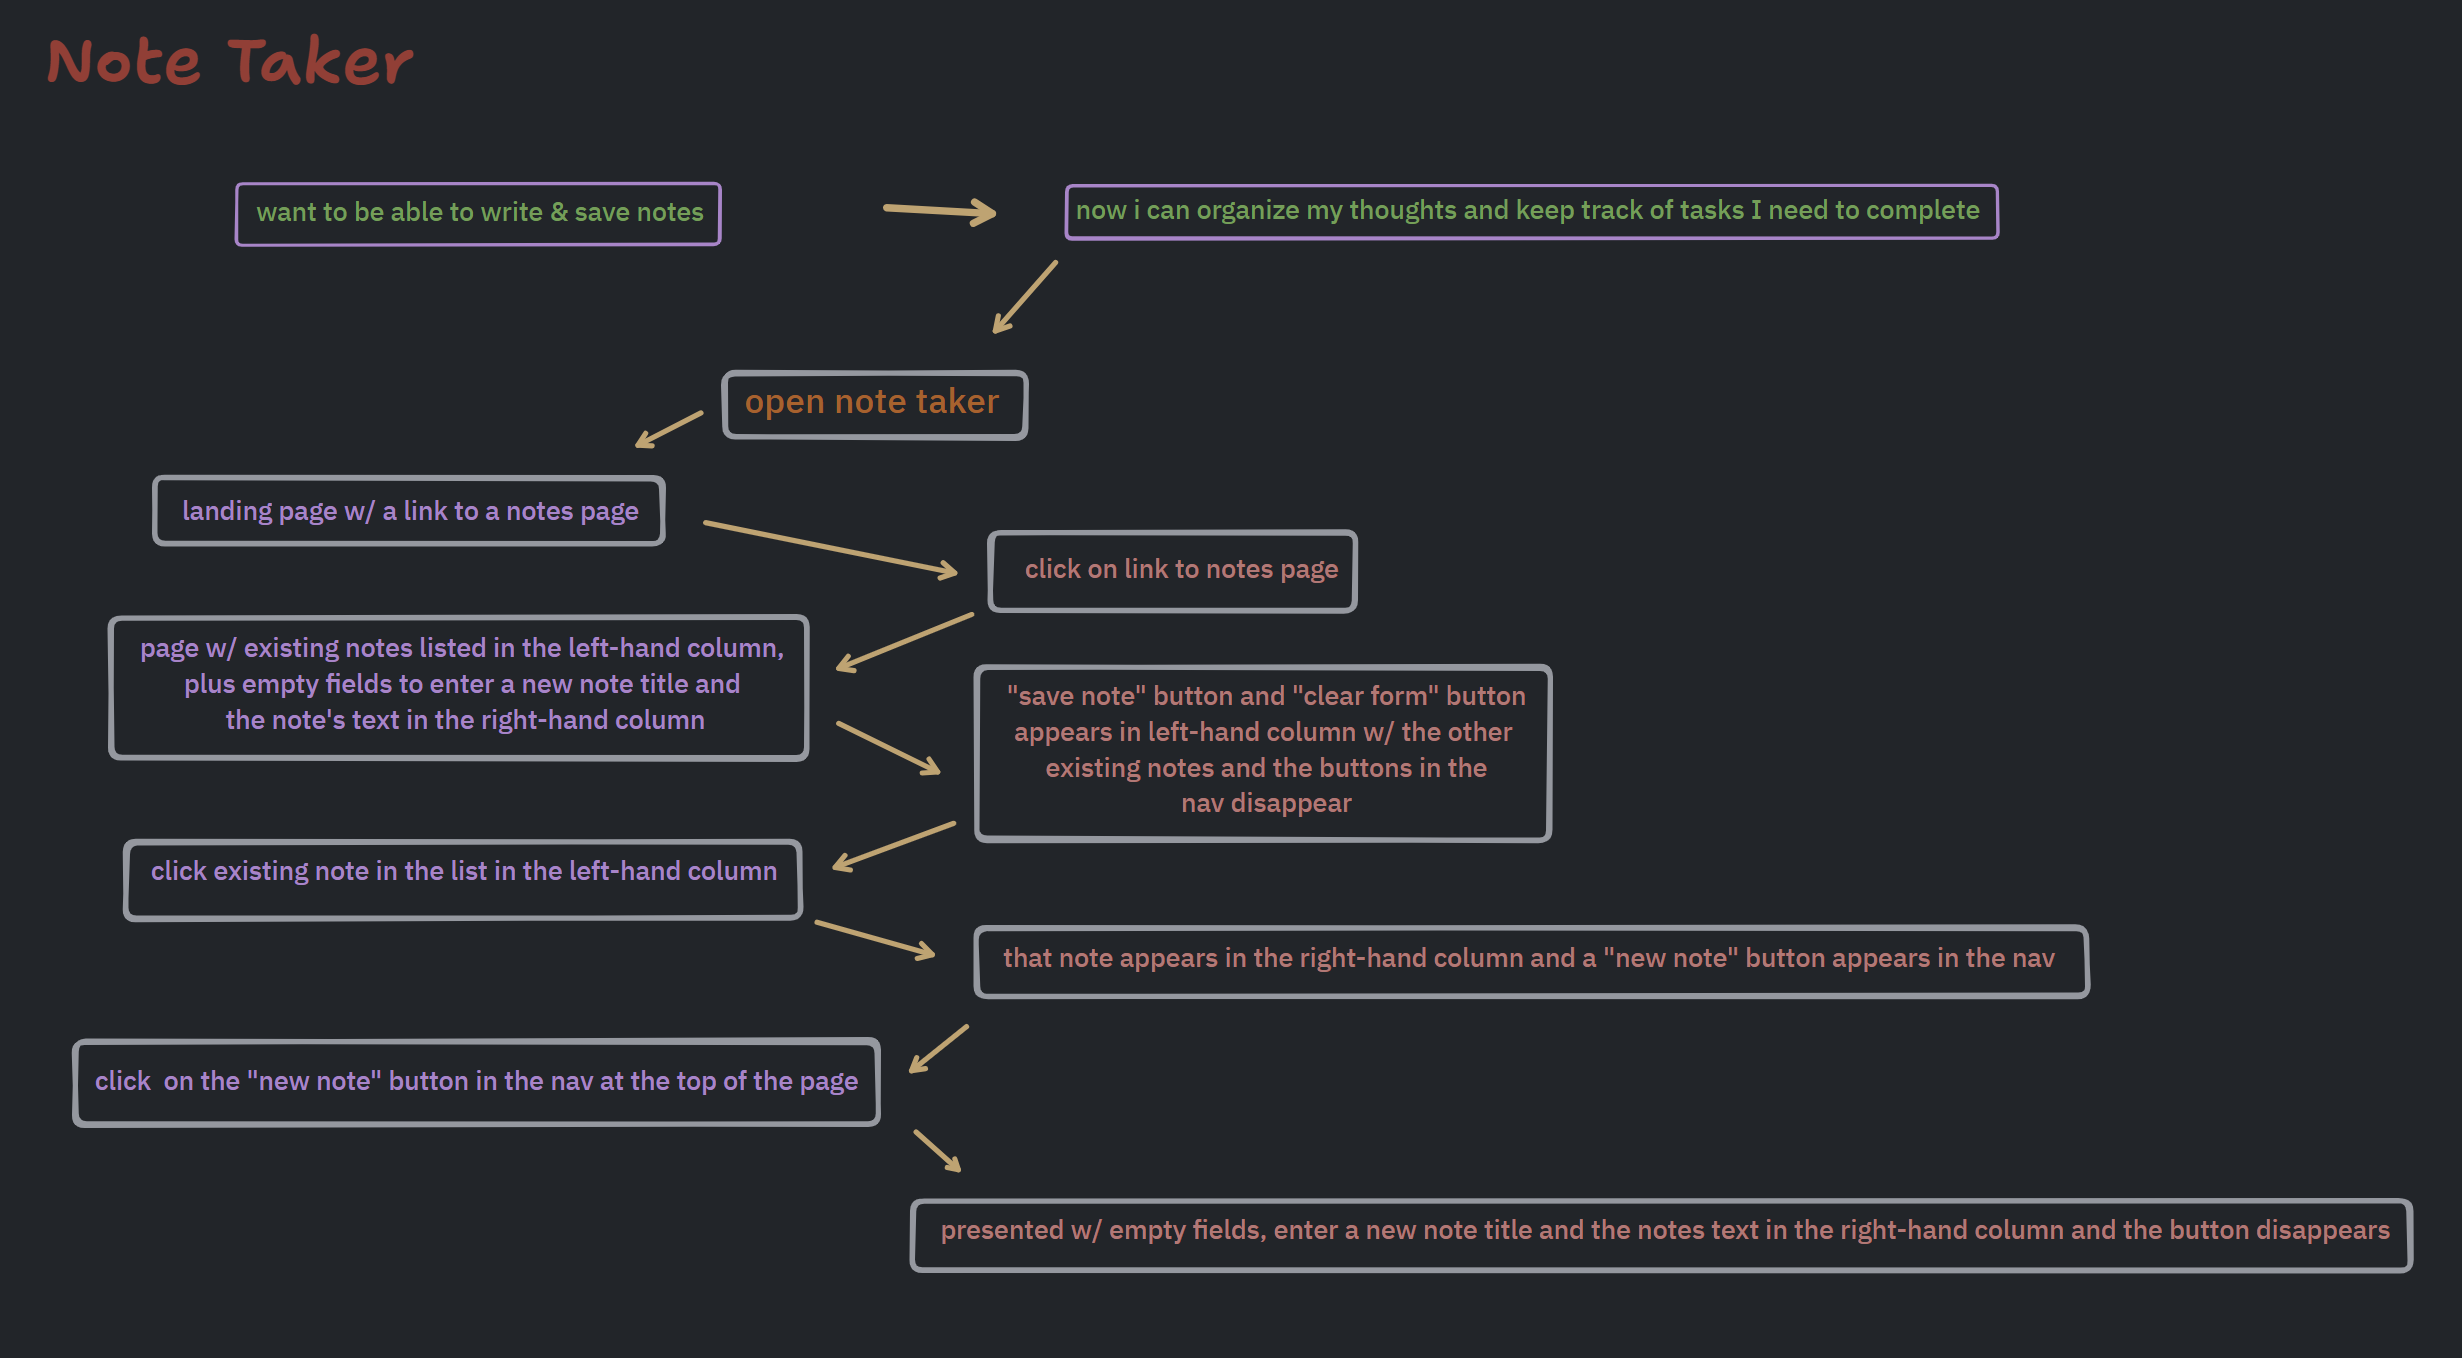 Note Taker
want to be able to write & save notes
now i can organize my thoughts and keep track of tasks I need to complete
open note taker
landing page w/ a link to a notes page
click on link to notes page
page w/ existing notes listed in the left-hand column,
plus empty fields to enter a new note title and
the note's text in the right-hand column
"save note" button and "clear form" button
appears in left-hand column w/ the other
existing notes and the buttons in the
nav disappear
click existing note in the list in the left-hand column
that note appears in the right-hand column and a "new note" button appears in the nav
click  on the "new note" button in the nav at the top of the page
presented w/ empty fields, enter a new note title and the notes text in the right-hand column and the button disappears